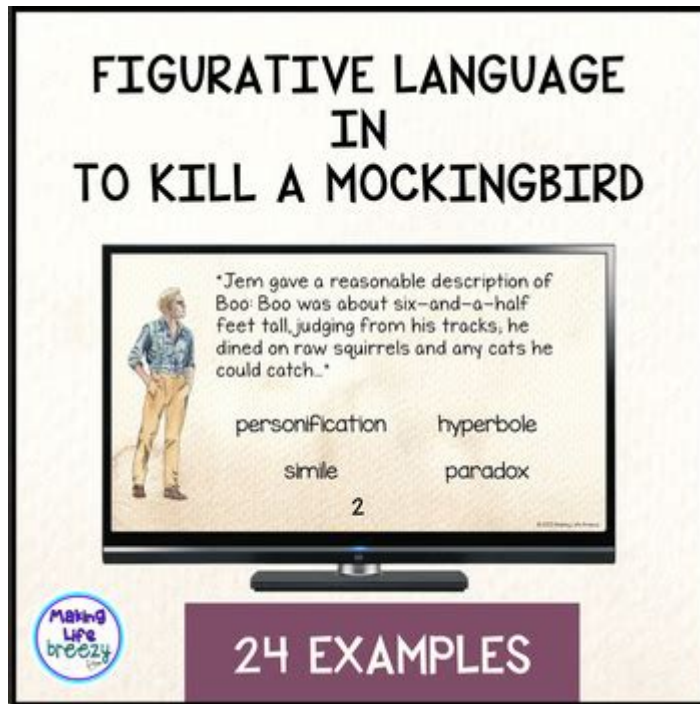 FIGURATIVE LANGUAGE
IN
TO KILL A MOCKINGBIRD
"Jem gave a reasonable description of
Boo: Boo was about six-and-a-half
feet tall, judging from his tracks; he
dined on raw squirrels and any cats he
could catch..."
personification hyperbole
simile paradox
2
Making
Life
breezy
24 EXAMPLES